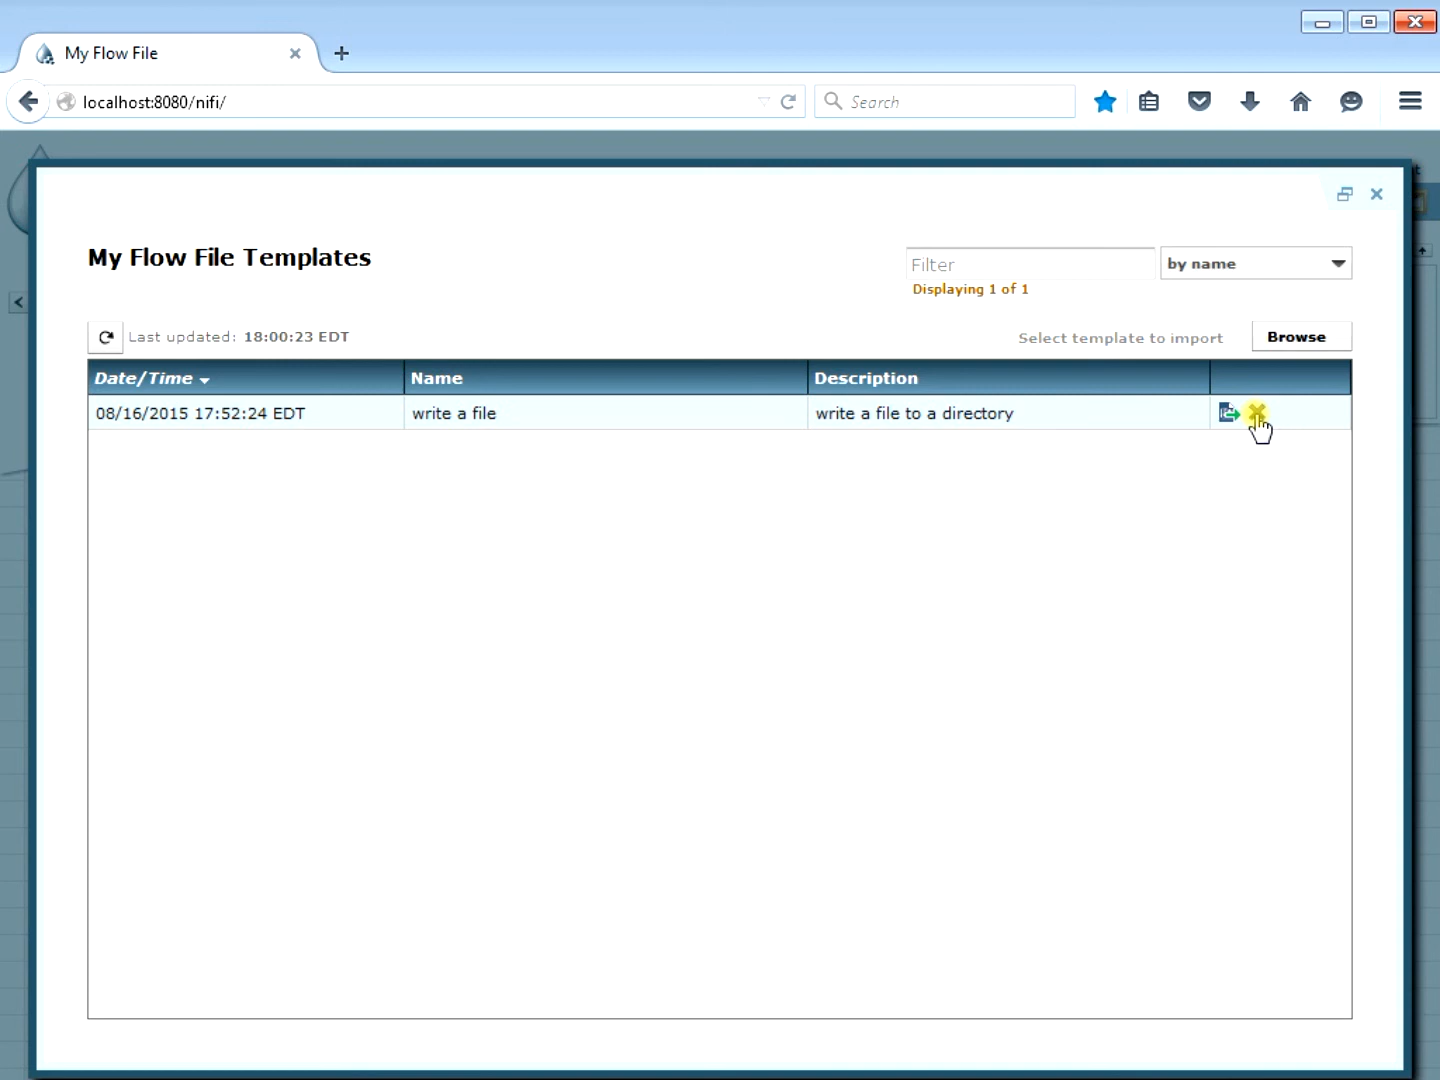 My Flow File
localhost:8080/nifi/
Search
My Flow File Templates
Filter
by name
Displaying 1 of 1
Last updated: 18:00:23 EDT
Select template to import
Browse
Date/Time
Name
Description
08/16/2015 17:52:24 EDT
write a file
write a file to a directory